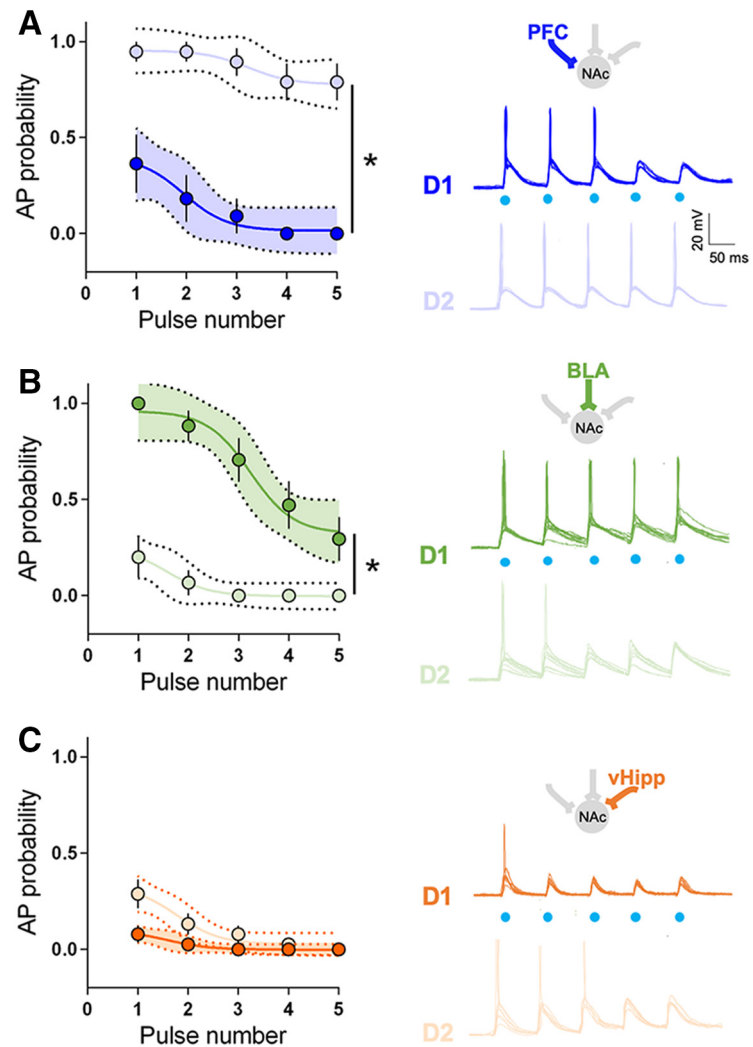 A
AP probability
1.0
0.5
0.0
0 1 2 3 4 5
Pulse number
*
PFC
NAc
D1
D2
20 mV
50 ms
B
AP probability
1.0
0.5
0.0
0 1 2 3 4 5
Pulse number
*
BLA
NAc
D1
D2
C
AP probability
1.0
0.5
0.0
0 1 2 3 4 5
Pulse number
vHipp
NAc
D1
D2